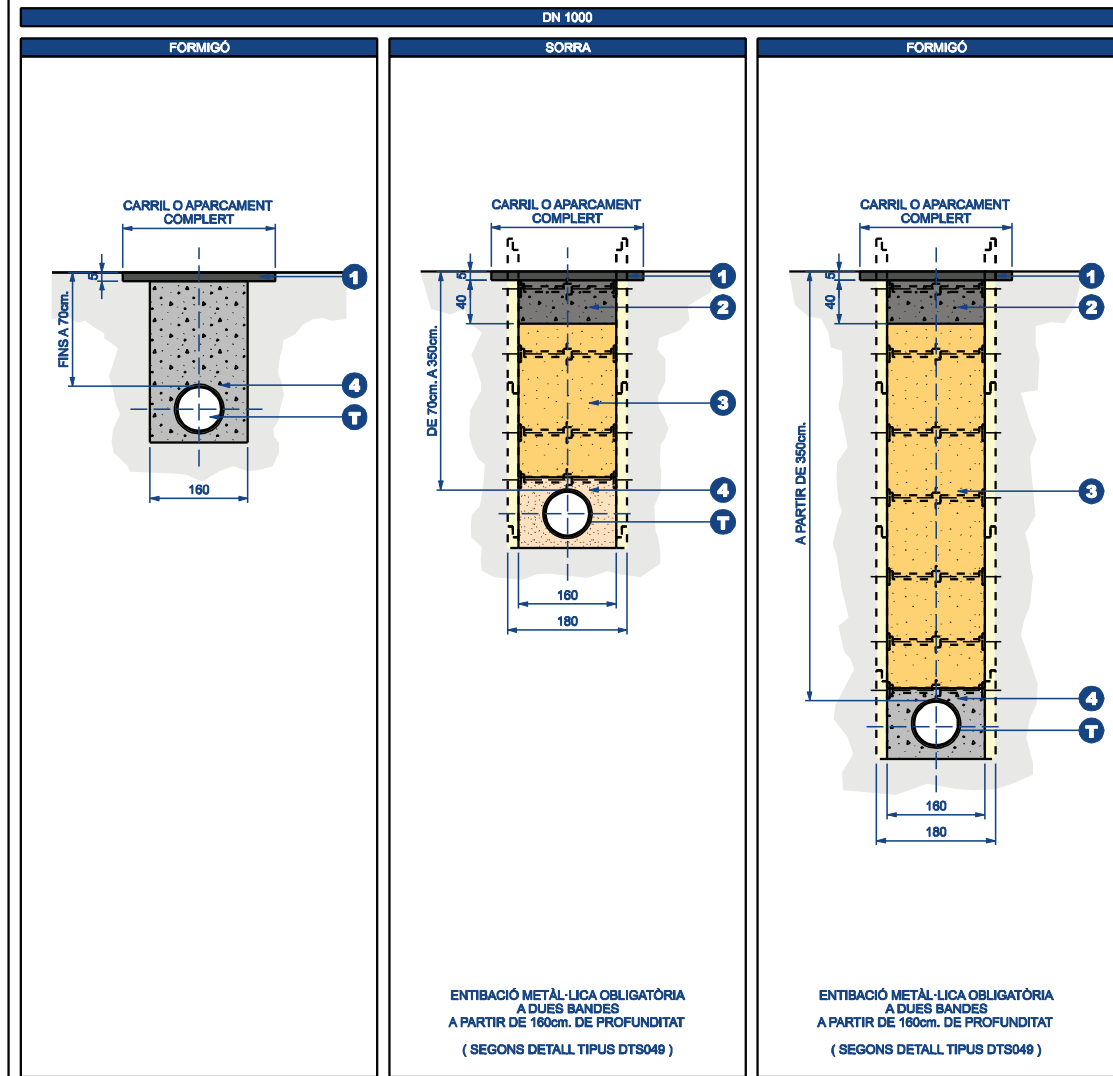 DN 1000
FORMIGÓ
CARRIL O APARCAMENT
COMPLERT
5
FINS A 70cm.
1
4
T
160
SORRA
CARRIL O APARCAMENT
COMPLERT
5
40
DE 70cm. A 350cm.
1
2
3
4
T
160
180
ENTIBACIÓ METÀL·LICA OBLIGATÒRIA
A DUES BANDES
A PARTIR DE 160cm. DE PROFUNDITAT
( SEGONS DETALL TIPUS DTS049 )
FORMIGÓ
CARRIL O APARCAMENT
COMPLERT
5
40
A PARTIR DE 350cm.
1
2
3
4
T
160
180
ENTIBACIÓ METÀL·LICA OBLIGATÒRIA
A DUES BANDES
A PARTIR DE 160cm. DE PROFUNDITAT
( SEGONS DETALL TIPUS DTS049 )